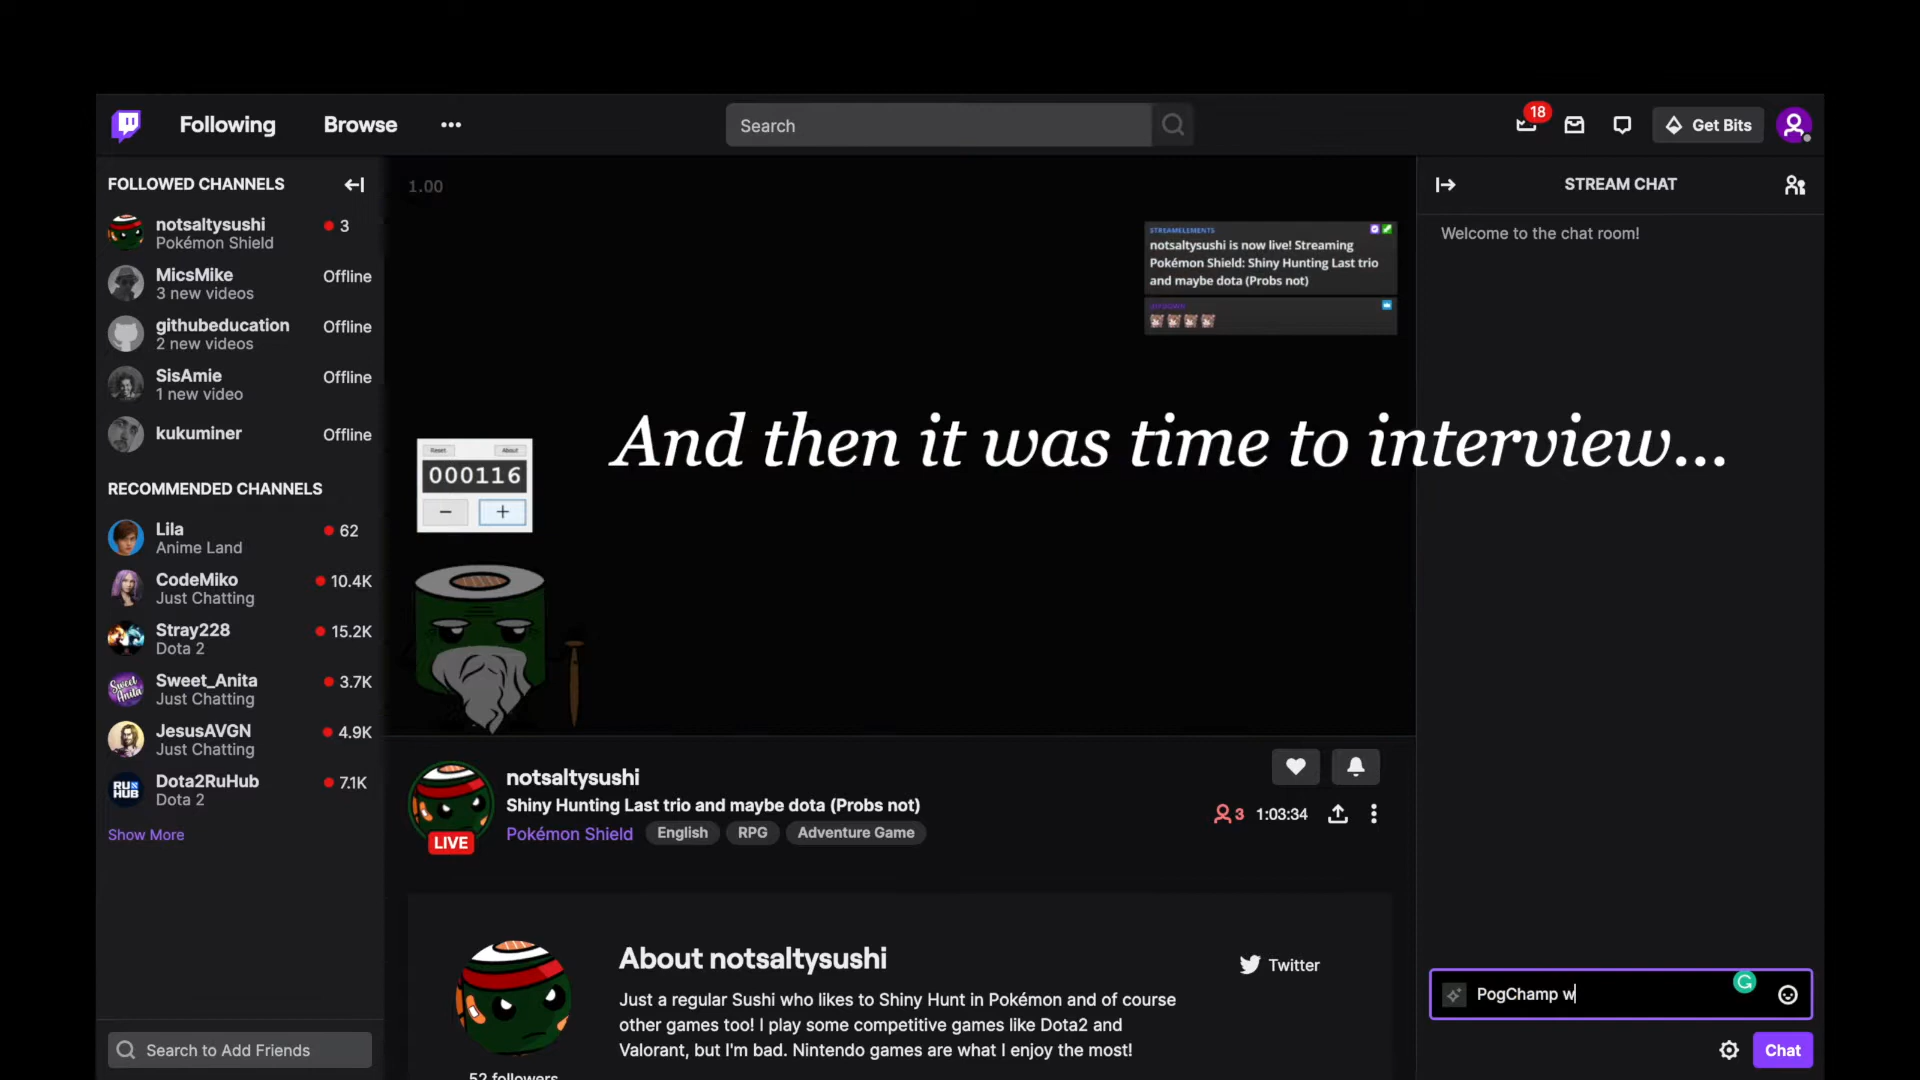 Following
Browse
Search
18
Get Bits
FOLLOWED CHANNELS
notsaltysushi
3
Pokémon Shield
MicsMike
Offline
3 new videos
githubeducation
Offline
2 new videos
SisAmie
Offline
1 new video
kukuminer
Offline
RECOMMENDED CHANNELS
Lila
62
Anime Land
CodeMiko
10.4K
Just Chatting
Stray228
15.2K
Dota 2
Sweet_Anita
3.7K
Just Chatting
JesusAVGN
4.9K
Just Chatting
Dota2RuHub
7.1K
Dota 2
Show More
Search to Add Friends
1.00
STREAMELEMENTS
notsaltysushi is now live! Streaming
Pokémon Shield: Shiny Hunting Last trio
and maybe dota (Probs not)
And then it was time to interview...
Reset
About
000116
LIVE
notsaltysushi
Shiny Hunting Last trio and maybe dota (Probs not)
Pokémon Shield
English
RPG
Adventure Game
3
1:03:34
About notsaltysushi
Twitter
Just a regular Sushi who likes to Shiny Hunt in Pokémon and of course
other games too! I play some competitive games like Dota2 and
Valorant, but I'm bad. Nintendo games are what I enjoy the most!
52 followers
STREAM CHAT
Welcome to the chat room!
PogChamp w
Chat